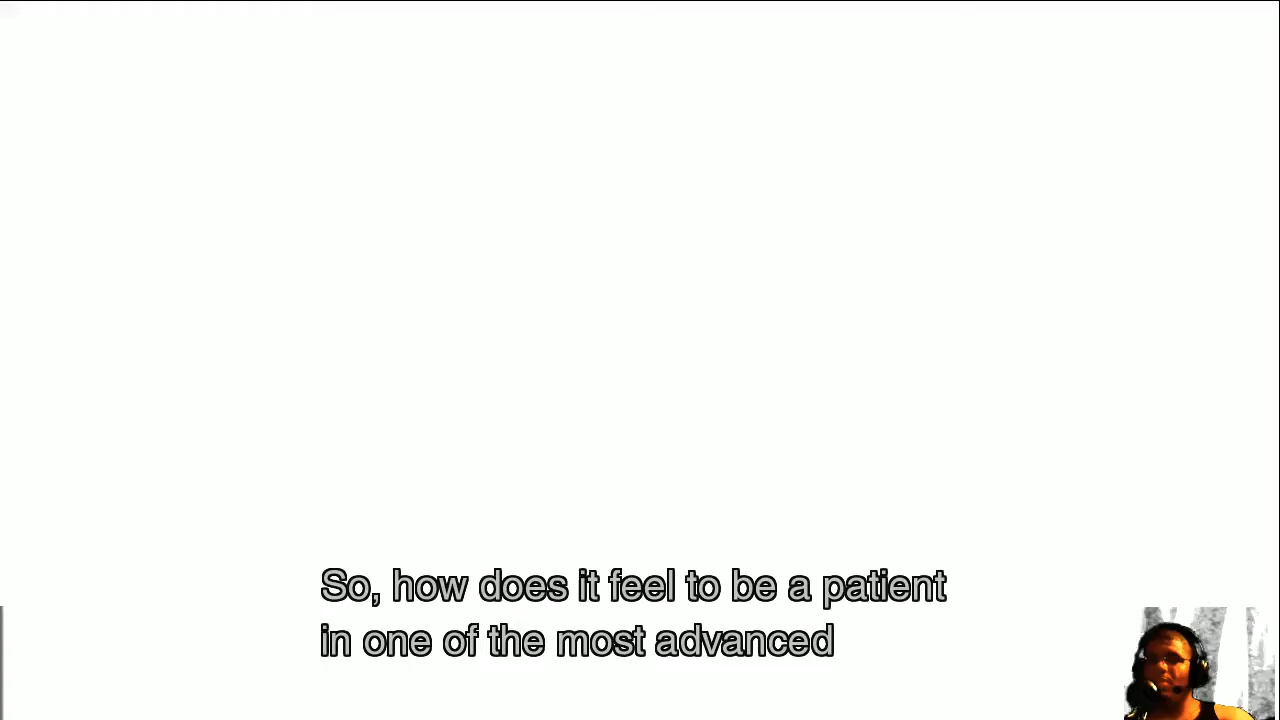 So, how does it feel to be a patient
in one of the most advanced